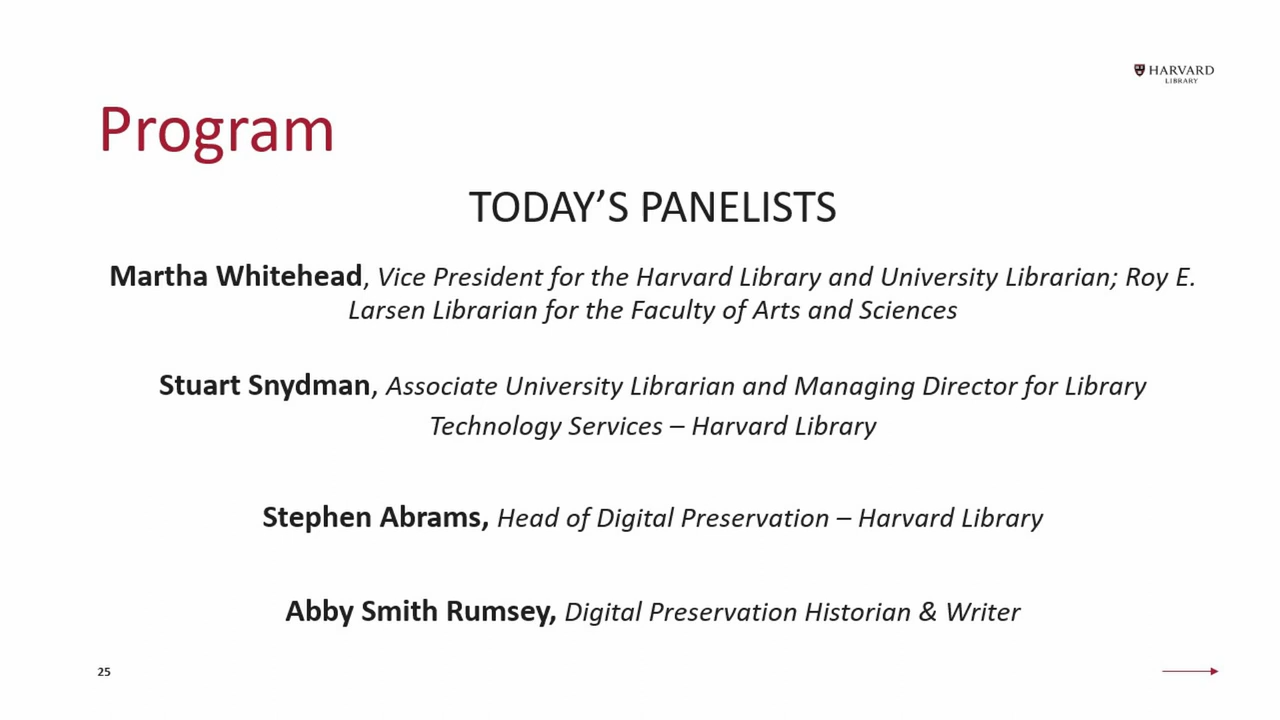 HARVARD
LIBRARY
Program
TODAY’S PANELISTS
Martha Whitehead, Vice President for the Harvard Library and University Librarian; Roy E.
Larsen Librarian for the Faculty of Arts and Sciences
Stuart Snydman, Associate University Librarian and Managing Director for Library
Technology Services – Harvard Library
Stephen Abrams, Head of Digital Preservation – Harvard Library
Abby Smith Rumsey, Digital Preservation Historian & Writer
25